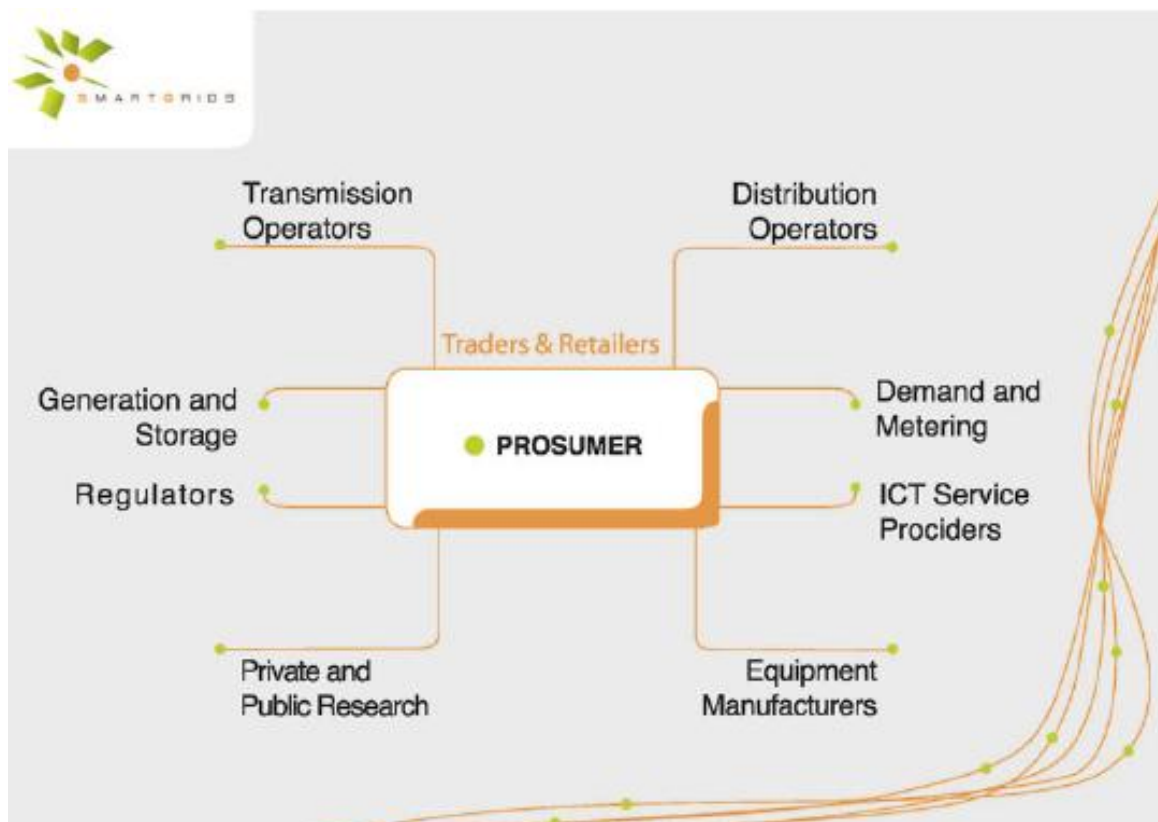 SMARTGRIDS
Transmission
Operators
Distribution
Operators
Traders & Retailers
Generation and
Storage
PROSUMER
Demand and
Metering
Regulators
ICT Service
Prociders
Private and
Public Research
Equipment
Manufacturers